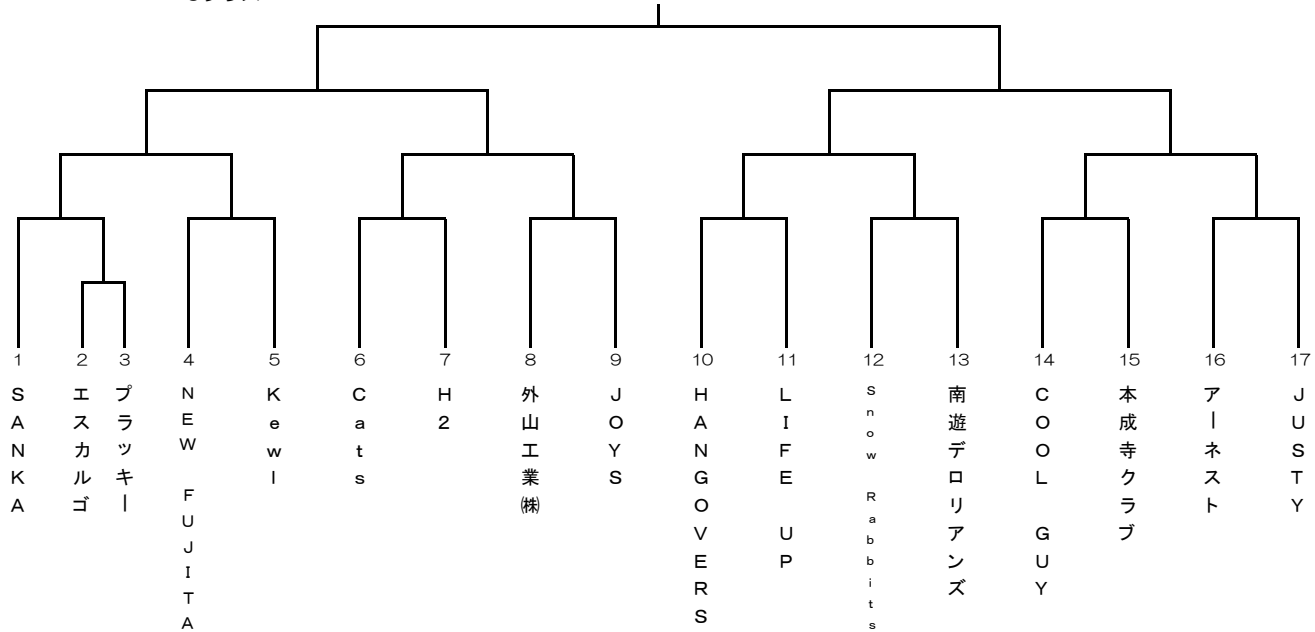 1 2 3 4 5 6 7 8 9 10 11 12 13 14 15 16 17
SANKA
エスカルゴ
プラッキー
NEW FUJITA
Kewl
Cats
H2
外山工業㈱
JOYS
HANGOVERS
LIFE UP
Snow Rabbits
南遊デロリアンズ
COOL GUY
本成寺クラブ
アーネスト
JUSTY